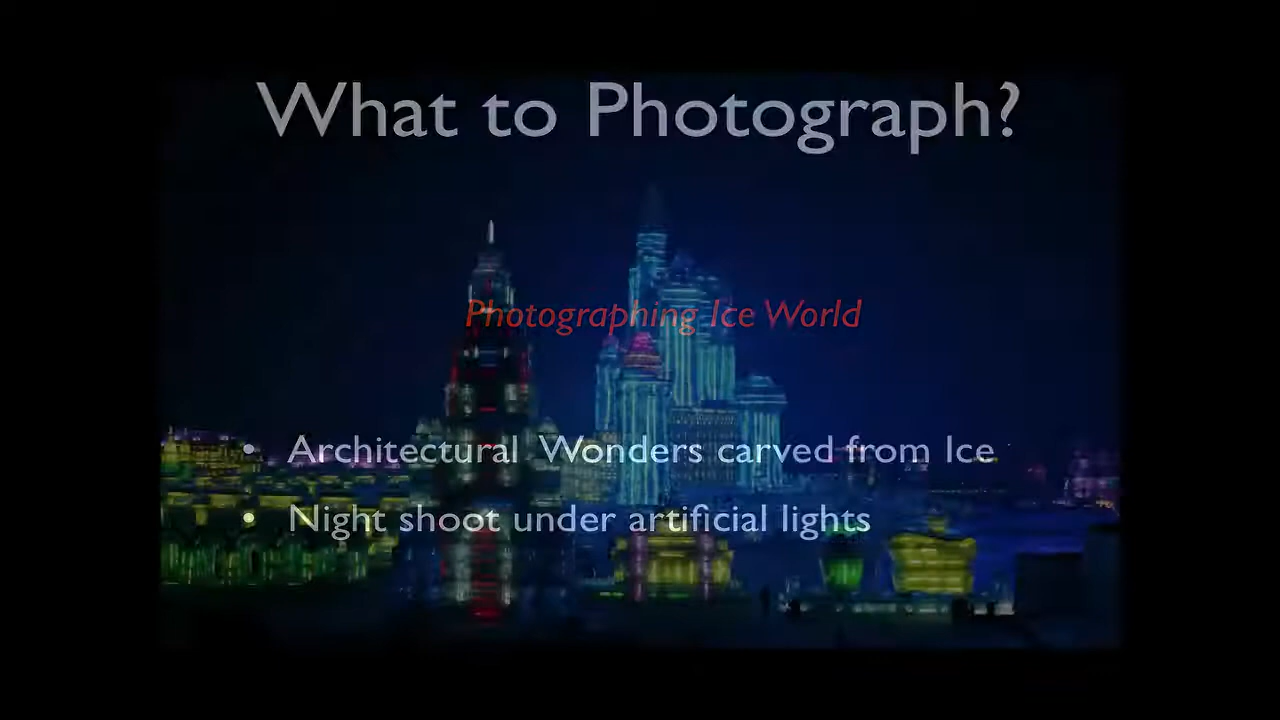 What to Photograph?
Photographing Ice World
• Architectural Wonders carved from Ice
• Night shoot under artificial lights